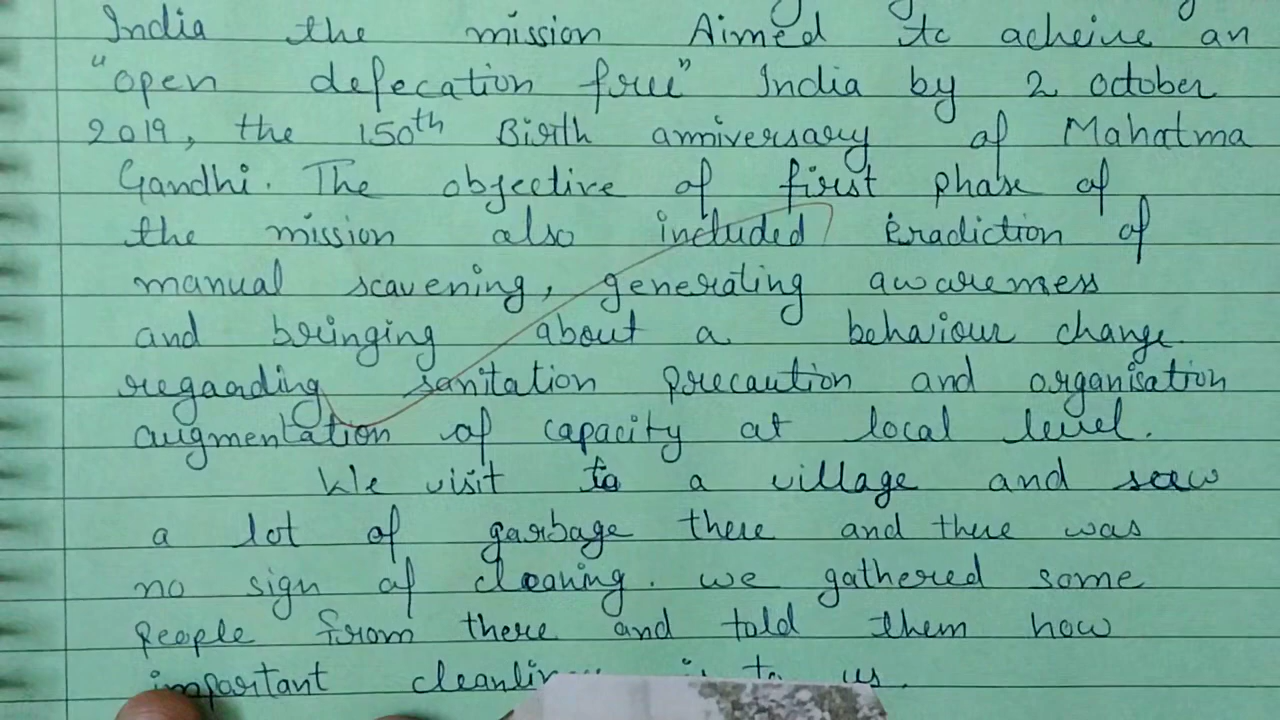 India the mission Aimed to acheive an
"open defecation free" India by 2 october
2019, the 150th Birth anniversary of Mahatma
Gandhi. The objective of first phase of
the mission also included Eradiction of
manual scavening, generating awareness
and bringing about a behaviour change
regaading sanitation precaution and organisation
augmentation of capacity at local level.
We visit to a village and saw
a lot of garbage there and there was
no sign of cleaning. we gathered some
people from there and told them how
important to us.